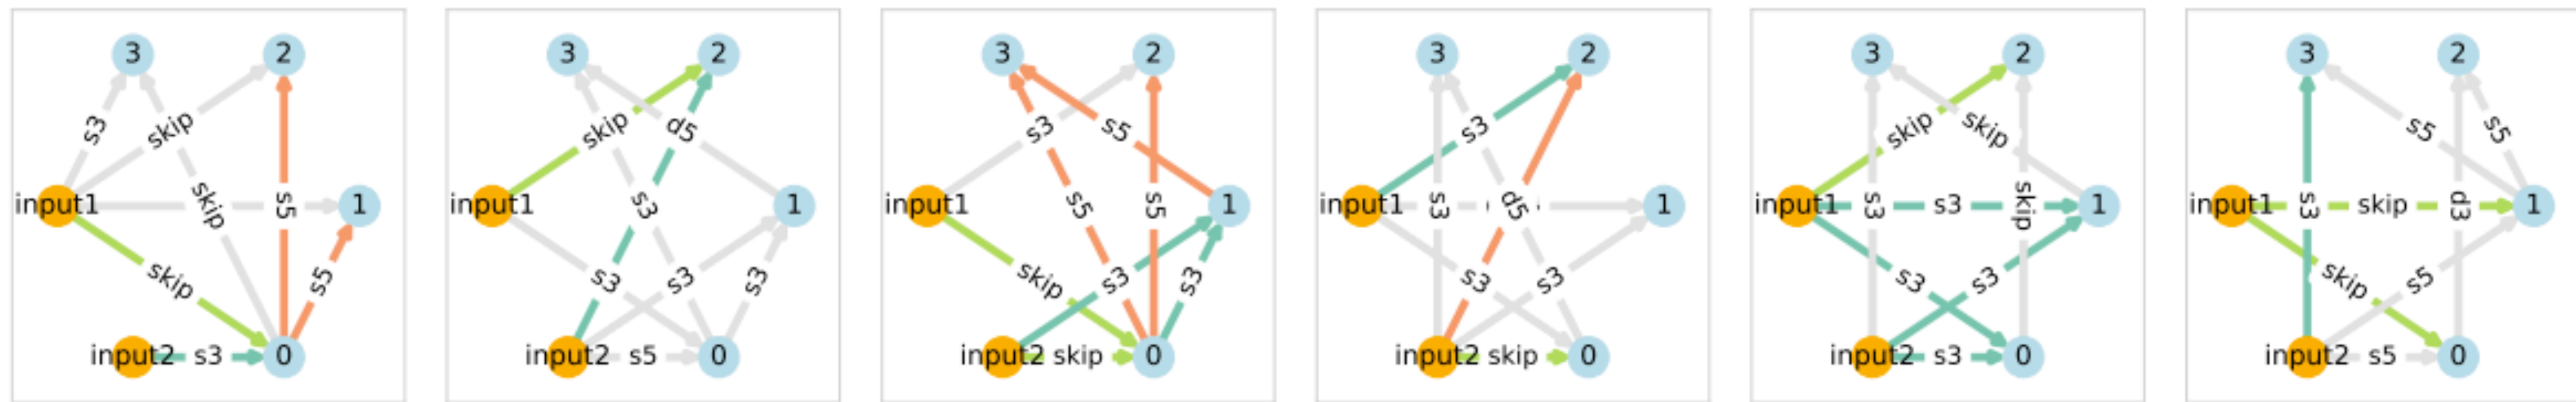 3 2
s3 skip
input1 skip s5 1
skip s5
input2 s3 0
3 2
skip d5
input1 s3 1
s3 s3 s3
input2 s5 0
3 2
s3 s5
input1 s5 s5 1
skip s3 s3
input2 skip 0
3 2
s3
input1 s3 d5 1
s3 s3
input2 skip 0
3 2
skip skip
input1 s3 s3 skip 1
s3 s3
input2 s3 0
3 2
s5 s5
input1 s3 skip d3 1
skip s5
input2 s5 0